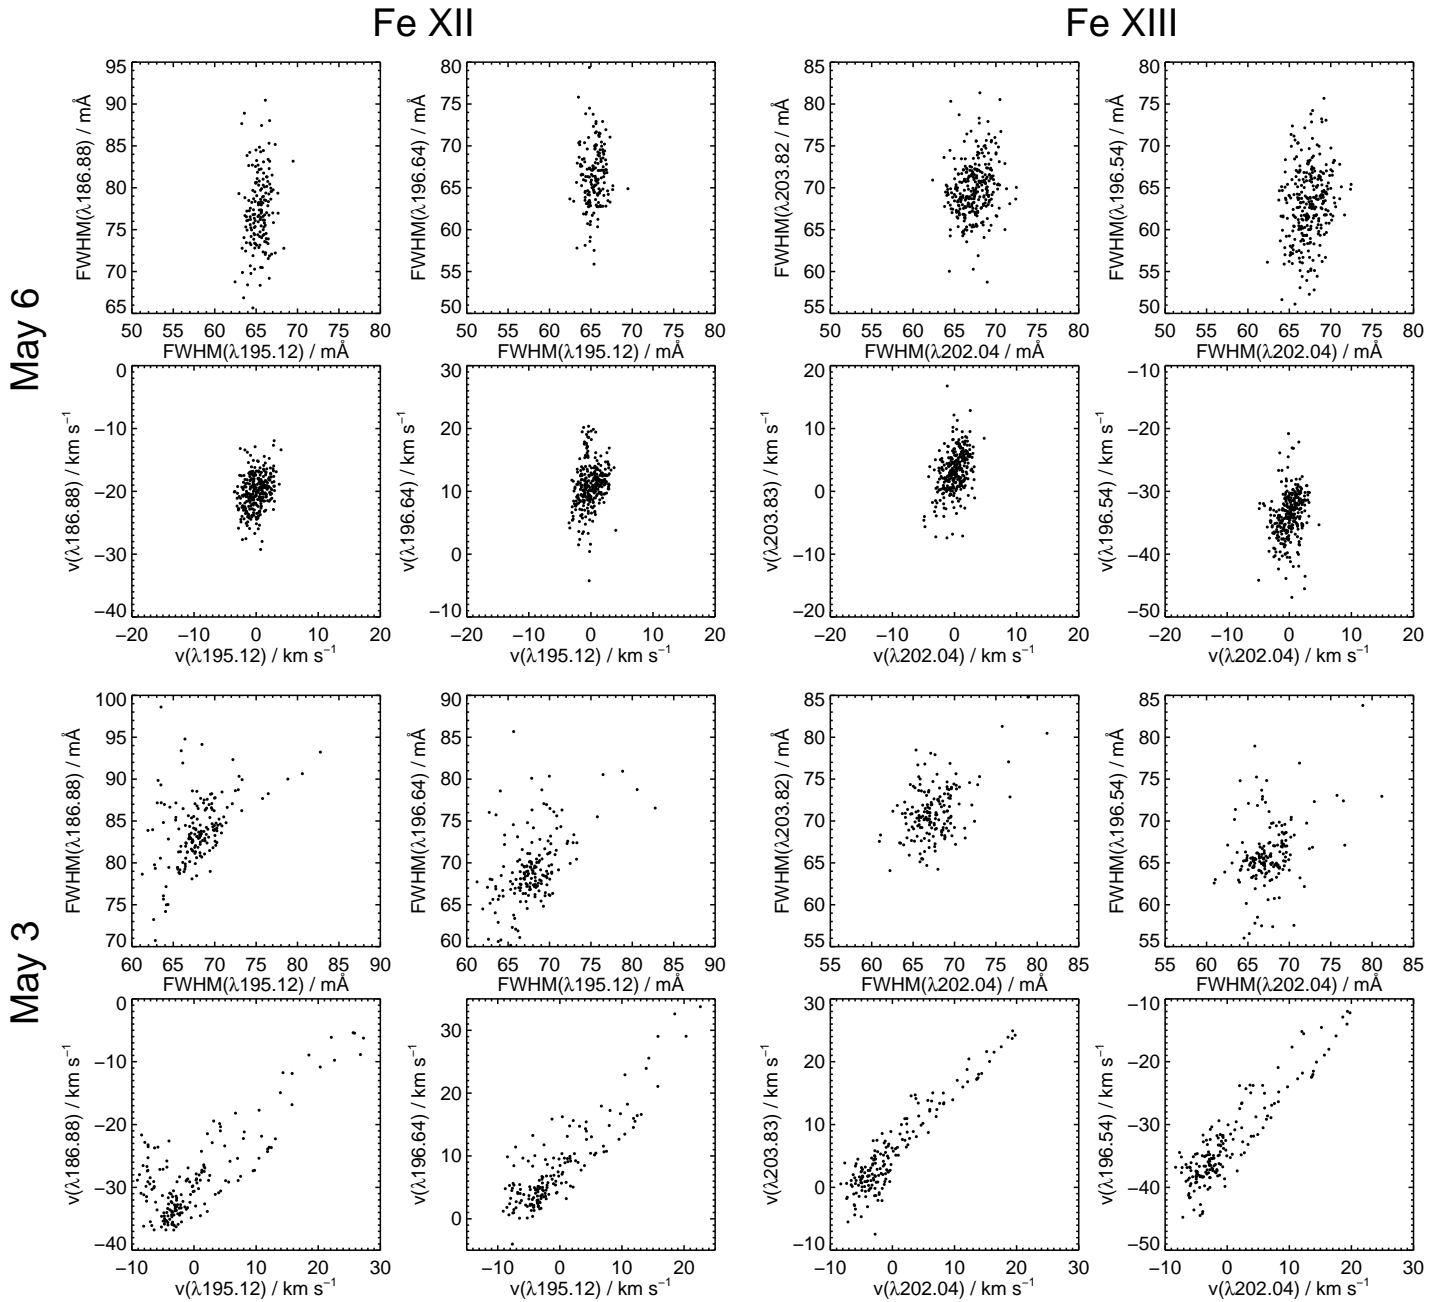 Fe XII
Fe XIII
May 6
May 3
FWHM(λ186.88) / mÅ
95
90
85
80
75
70
65
50 55 60 65 70 75 80
FWHM(λ195.12) / mÅ
FWHM(λ196.64) / mÅ
80
75
70
65
60
55
50
50 55 60 65 70 75 80
FWHM(λ195.12) / mÅ
FWHM(λ203.82 / mÅ
85
80
75
70
65
60
55
50 55 60 65 70 75 80
FWHM(λ202.04 / mÅ
FWHM(λ196.54) / mÅ
80
75
70
65
60
55
50
50 55 60 65 70 75 80
FWHM(λ202.04) / mÅ
v(λ186.88) / km s⁻¹
0
−10
−20
−30
−40
−20 −10 0 10 20
v(λ195.12) / km s⁻¹
v(λ196.64) / km s⁻¹
30
20
10
0
−10
−20 −10 0 10 20
v(λ195.12) / km s⁻¹
v(λ203.83) / km s⁻¹
20
10
0
−10
−20
−20 −10 0 10 20
v(λ202.04) / km s⁻¹
v(λ196.54) / km s⁻¹
−10
−20
−30
−40
−50
−20 −10 0 10 20
v(λ202.04) / km s⁻¹
FWHM(λ186.88) / mÅ
100
95
90
85
80
75
70
60 65 70 75 80 85 90
FWHM(λ195.12) / mÅ
FWHM(λ196.64) / mÅ
90
85
80
75
70
65
60
60 65 70 75 80 85 90
FWHM(λ195.12) / mÅ
FWHM(λ203.82) / mÅ
85
80
75
70
65
60
55
55 60 65 70 75 80 85
FWHM(λ202.04) / mÅ
FWHM(λ196.54) / mÅ
85
80
75
70
65
60
55
55 60 65 70 75 80 85
FWHM(λ202.04) / mÅ
v(λ186.88) / km s⁻¹
0
−10
−20
−30
−40
−10 0 10 20 30
v(λ195.12) / km s⁻¹
v(λ196.64) / km s⁻¹
30
20
10
0
−10 0 10 20
v(λ195.12) / km s⁻¹
v(λ203.83) / km s⁻¹
30
20
10
0
−10
−10 0 10 20 30
v(λ202.04) / km s⁻¹
v(λ196.54) / km s⁻¹
−10
−20
−30
−40
−50
−10 0 10 20 30
v(λ202.04) / km s⁻¹